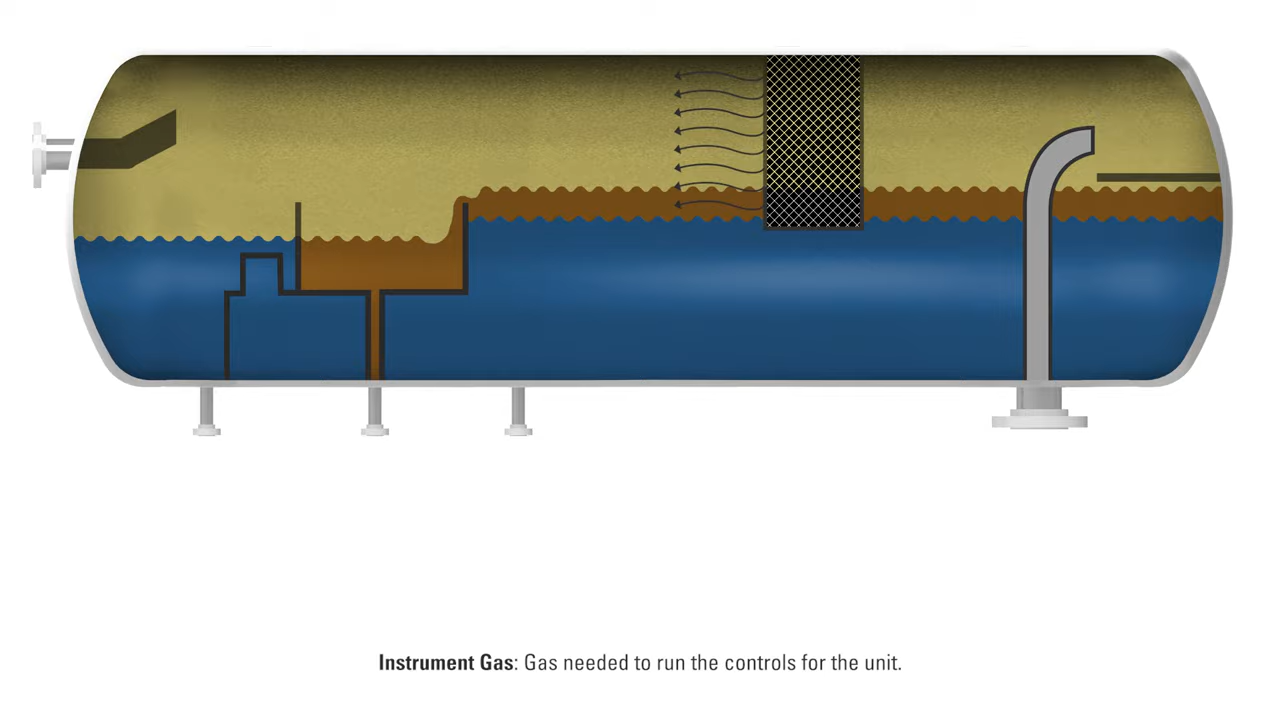 Instrument Gas: Gas needed to run the controls for the unit.